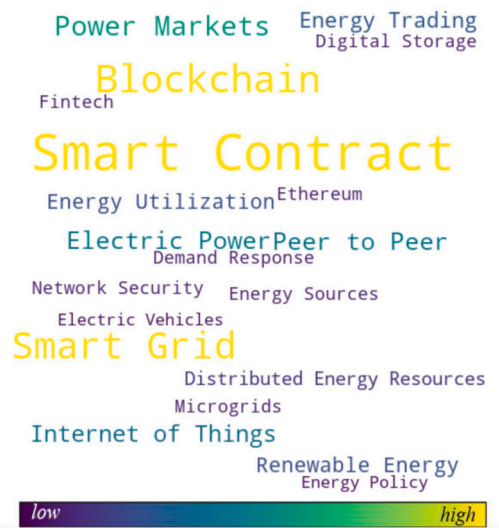 Power Markets
Energy Trading
Digital Storage
Blockchain
Fintech
Smart Contract
Energy Utilization
Ethereum
Electric Power
Peer to Peer
Demand Response
Network Security
Energy Sources
Electric Vehicles
Smart Grid
Distributed Energy Resources
Microgrids
Internet of Things
Renewable Energy
Energy Policy
low
high